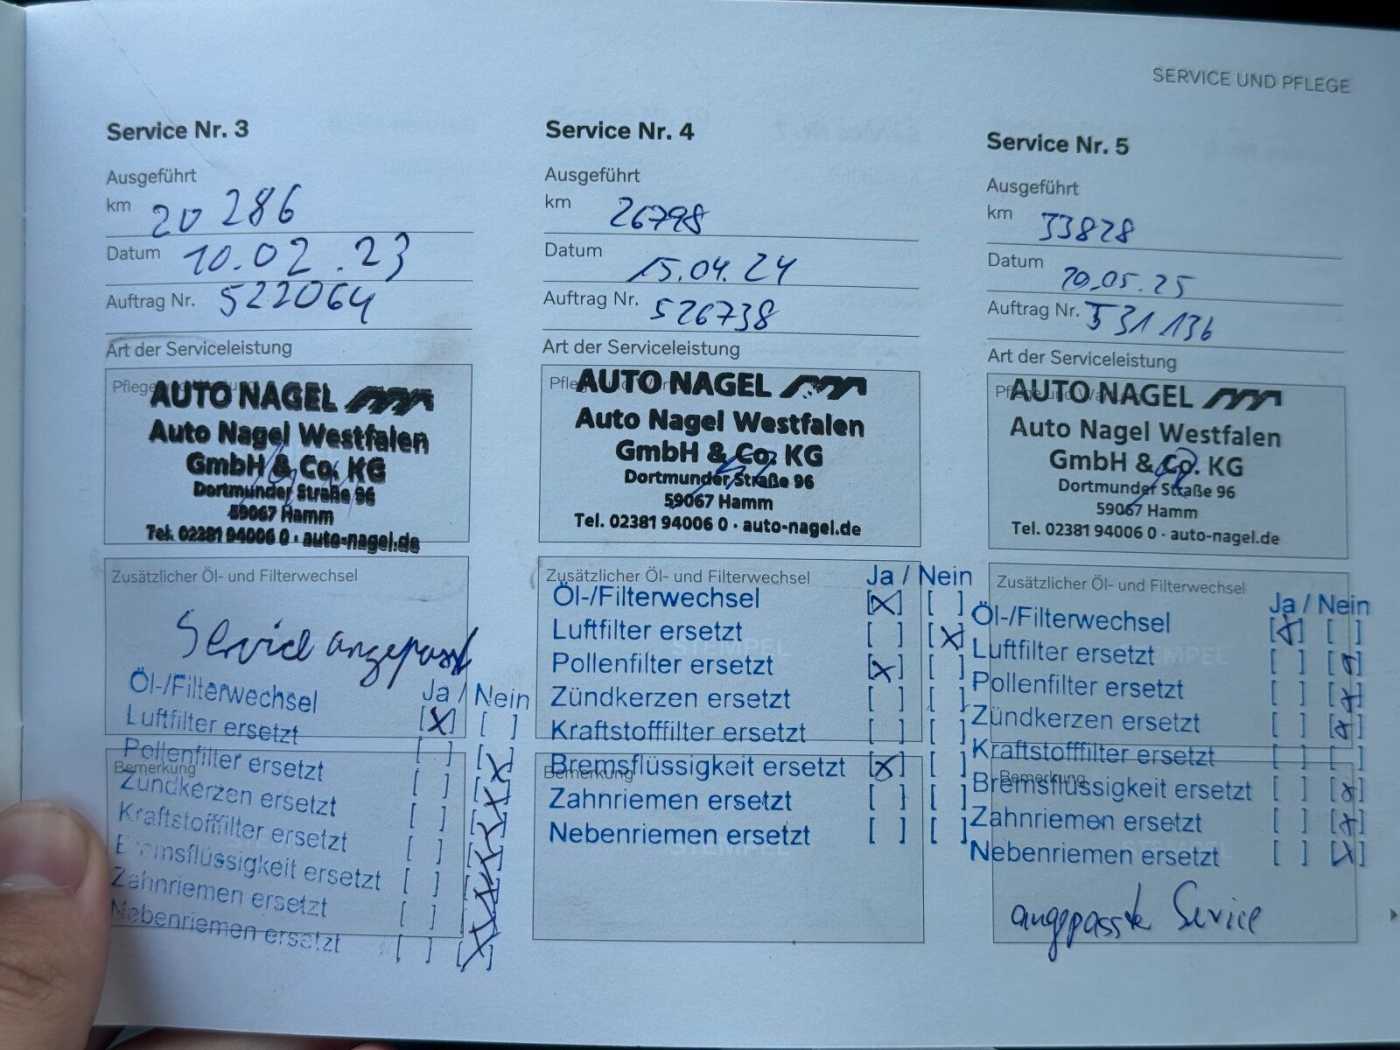 SERVICE UND PFLEGE
Service Nr. 3
Ausgeführt
km 20 286
Datum 10.02.23
Auftrag Nr. 522064
Art der Serviceleistung
AUTO NAGEL
Auto Nagel Westfalen
GmbH & Co. KG
Dortmunder Straße 96
59067 Hamm
Tel. 02381 94006 0 · auto-nagel.de
Zusätzlicher Öl- und Filterwechsel
Service angepasst
Ja / Nein
Öl-/Filterwechsel [X] [ ]
Luftfilter ersetzt [ ] [X]
Pollenfilter ersetzt [ ] [X]
Bemerkung
Zündkerzen ersetzt [ ] [X]
Kraftstofffilter ersetzt [ ] [X]
Bremsflüssigkeit ersetzt [ ] [X]
Zahnriemen ersetzt [ ] [X]
Nebenriemen ersetzt [ ] [X]
Service Nr. 4
Ausgeführt
km 26798
Datum 15.04.24
Auftrag Nr. 526738
Art der Serviceleistung
AUTO NAGEL
Auto Nagel Westfalen
GmbH & Co. KG
Dortmunder Straße 96
59067 Hamm
Tel. 02381 94006 0 · auto-nagel.de
Zusätzlicher Öl- und Filterwechsel
Ja / Nein
Öl-/Filterwechsel [X] [ ]
Luftfilter ersetzt [ ] [X]
STEMPEL
Pollenfilter ersetzt [X] [ ]
Zündkerzen ersetzt [ ] [ ]
Kraftstofffilter ersetzt [ ] [ ]
Bremsflüssigkeit ersetzt [X] [ ]
Bemerkung
Zahnriemen ersetzt [ ] [ ]
Nebenriemen ersetzt [ ] [ ]
STEMPEL
Service Nr. 5
Ausgeführt
km 33828
Datum 20.05.25
Auftrag Nr. 531136
Art der Serviceleistung
AUTO NAGEL
Auto Nagel Westfalen
GmbH & Co. KG
Dortmunder Straße 96
59067 Hamm
Tel. 02381 94006 0 · auto-nagel.de
Zusätzlicher Öl- und Filterwechsel
Ja / Nein
Öl-/Filterwechsel [X] [ ]
Luftfilter ersetzt [ ] [X]
Pollenfilter ersetzt [ ] [X]
Zündkerzen ersetzt [ ] [X]
Kraftstofffilter ersetzt [ ] [ ]
Bemerkung
Bremsflüssigkeit ersetzt [ ] [X]
Zahnriemen ersetzt [ ] [X]
Nebenriemen ersetzt [ ] [X]
angepasste Service